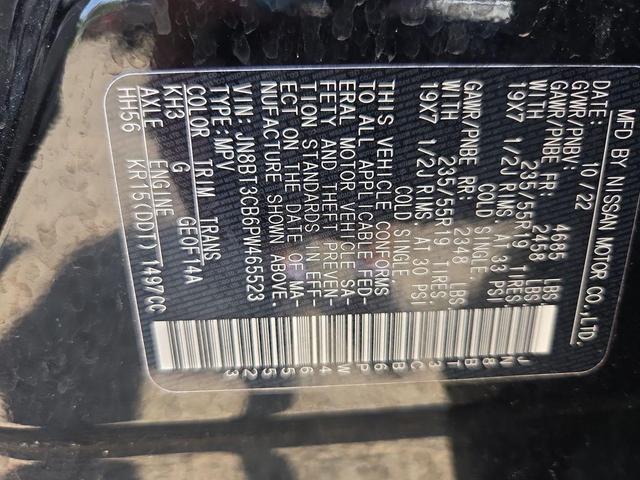 MFD BY NISSAN MOTOR CO.,LTD.
DATE: 10/22
GVWR/PNBV: 4665 LBS
GAWR/PNBE FR: 2468 LBS
WITH 235/55R19 TIRES
19X7 1/2J RIMS AT 33 PSI
COLD SINGLE
GAWR/PNBE RR: 2348 LBS
WITH 235/55R19 TIRES
19X7 1/2J RIMS AT 30 PSI
COLD SINGLE
THIS VEHICLE CONFORMS
TO ALL APPLICABLE FED-
ERAL MOTOR VEHICLE SA-
FETY AND THEFT PREVEN-
TION STANDARDS IN EFF-
ECT ON THE DATE OF MA-
NUFACTURE SHOWN ABOVE.
VIN: JN8BT3CB6PW465523
TYPE: MPV
COLOR TRIM TRANS
KH3 G GE0F14A
AXLE ENGINE
HH56 KR15(DDT) 1497CC
JN8BT3CB6PW465523